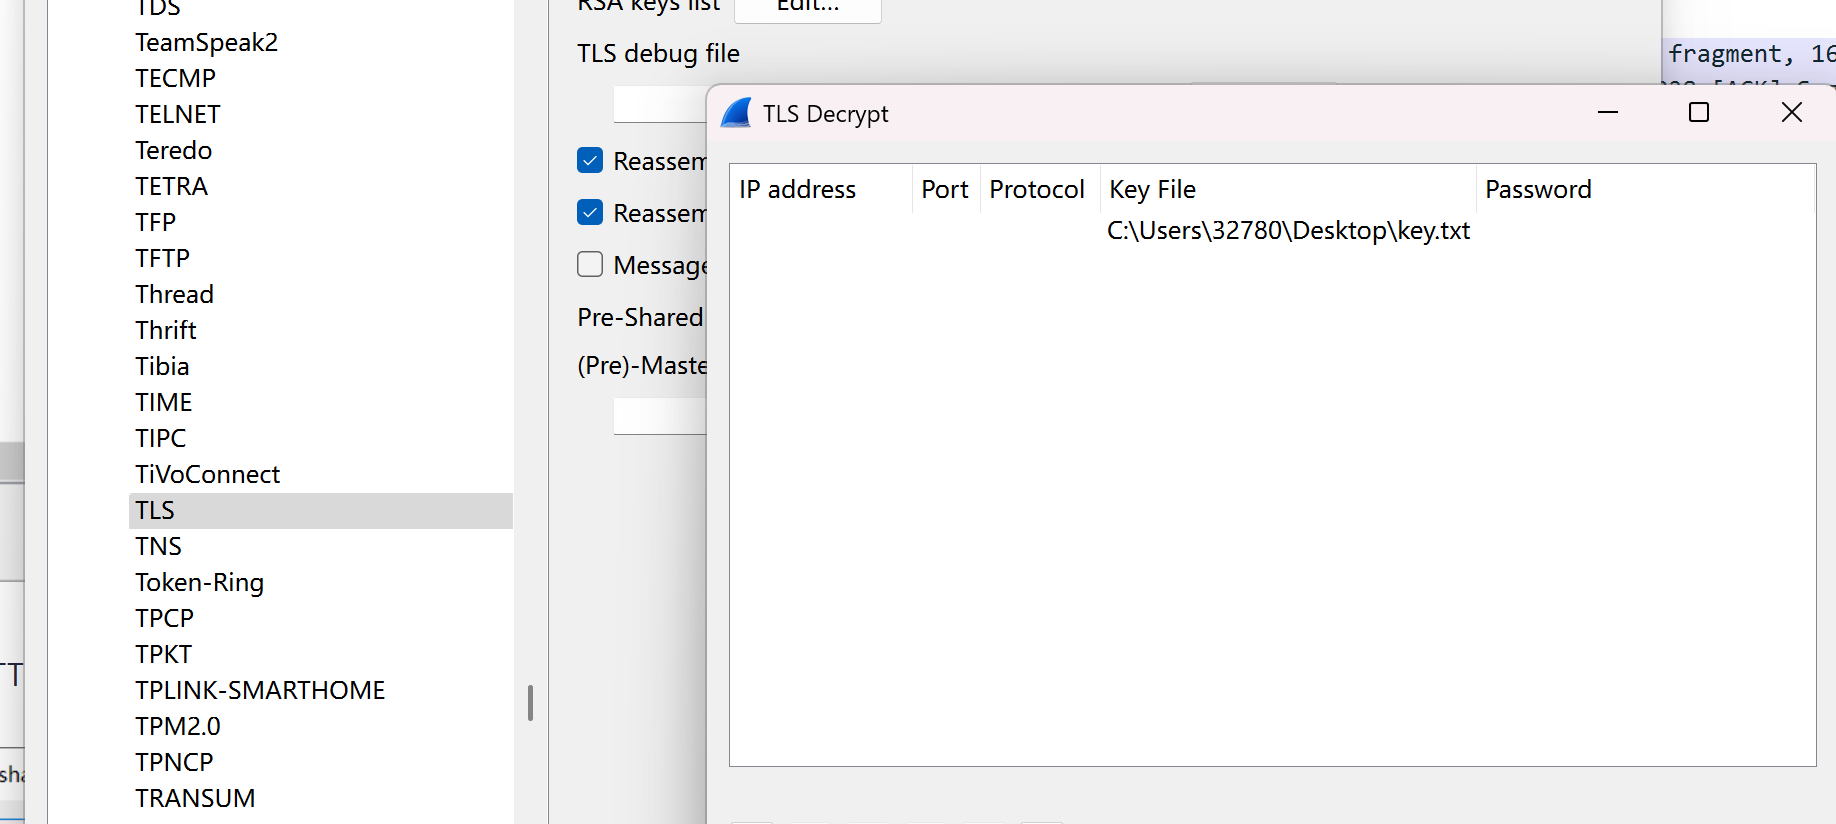 TDS
TeamSpeak2
TECMP
TELNET
Teredo
TETRA
TFP
TFTP
Thread
Thrift
Tibia
TIME
TIPC
TiVoConnect
TLS
TNS
Token-Ring
TPCP
TPKT
TPLINK-SMARTHOME
TPM2.0
TPNCP
TRANSUM
RSA keys list Edit...
TLS debug file
Reassem
Reassem
Message
Pre-Shared
(Pre)-Maste
fragment, 16
TLS Decrypt
IP address Port Protocol Key File Password
C:\Users\32780\Desktop\key.txt